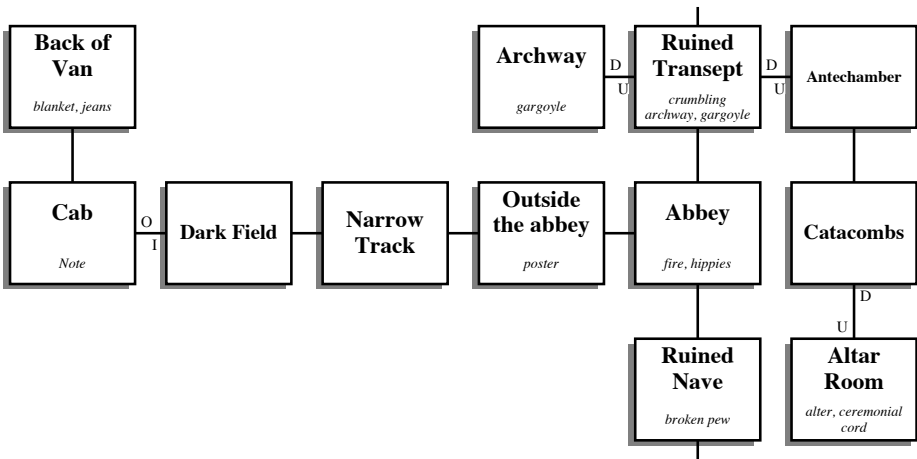 Back of
Van
blanket, jeans
Archway
gargoyle
D
U
Ruined
Transept
crumbling
archway, gargoyle
D
U
Antechamber
Cab
Note
O
I
Dark Field
Narrow
Track
Outside
the abbey
poster
Abbey
fire, hippies
Catacombs
D
U
Ruined
Nave
broken pew
Altar
Room
alter, ceremonial
cord